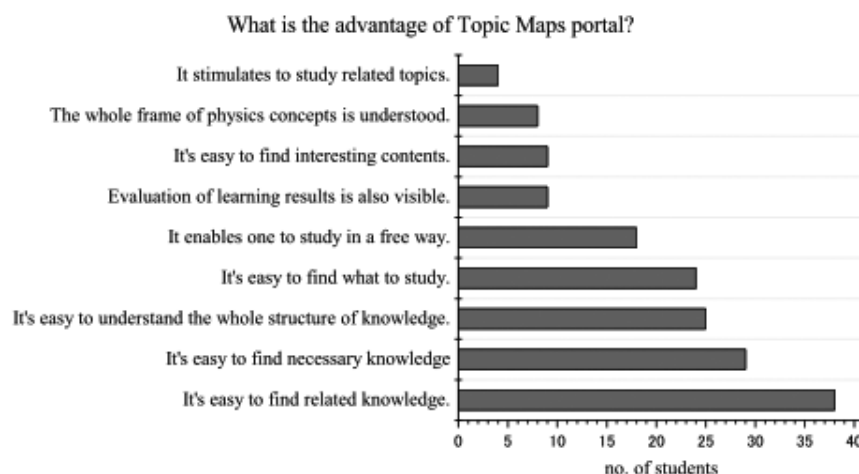 What is the advantage of Topic Maps portal?
It stimulates to study related topics.
The whole frame of physics concepts is understood.
It's easy to find interesting contents.
Evaluation of learning results is also visible.
It enables one to study in a free way.
It's easy to find what to study.
It's easy to understand the whole structure of knowledge.
It's easy to find necessary knowledge
It's easy to find related knowledge.
0 5 10 15 20 25 30 35 40
no. of students